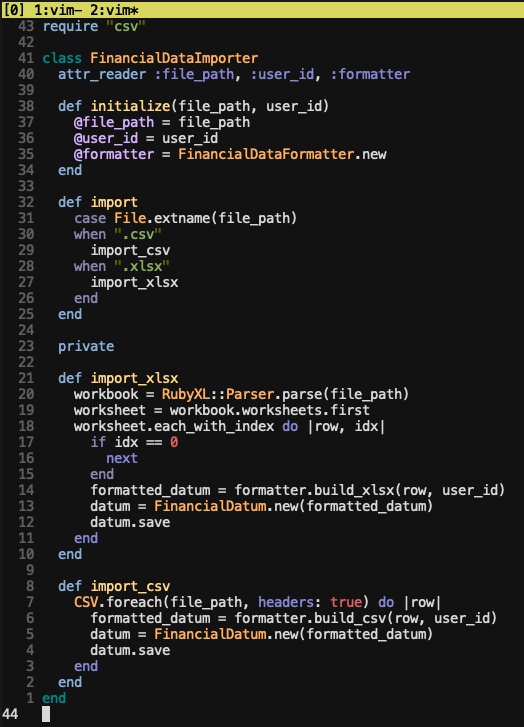 [0] 1:vim- 2:vim*
43 require "csv"
42
41 class FinancialDataImporter
40   attr_reader :file_path, :user_id, :formatter
39
38   def initialize(file_path, user_id)
37     @file_path = file_path
36     @user_id = user_id
35     @formatter = FinancialDataFormatter.new
34   end
33
32   def import
31     case File.extname(file_path)
30     when ".csv"
29       import_csv
28     when ".xlsx"
27       import_xlsx
26     end
25   end
24
23   private
22
21   def import_xlsx
20     workbook = RubyXL::Parser.parse(file_path)
19     worksheet = workbook.worksheets.first
18     worksheet.each_with_index do |row, idx|
17       if idx == 0
16         next
15       end
14       formatted_datum = formatter.build_xlsx(row, user_id)
13       datum = FinancialDatum.new(formatted_datum)
12       datum.save
11     end
10   end
9
8   def import_csv
7     CSV.foreach(file_path, headers: true) do |row|
6       formatted_datum = formatter.build_csv(row, user_id)
5       datum = FinancialDatum.new(formatted_datum)
4       datum.save
3     end
2   end
1 end
44